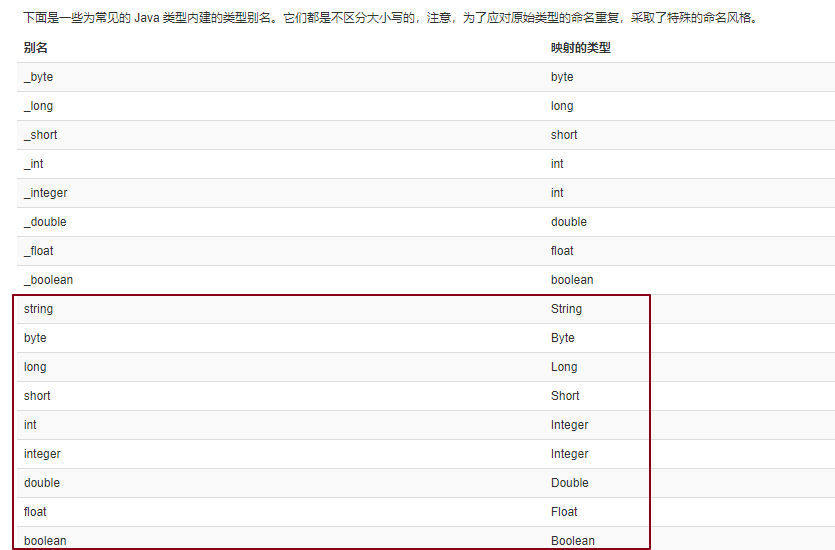 下面是一些为常见的 Java 类型内建的类型别名。它们都是不区分大小写的，注意，为了应对原始类型的命名重复，采取了特殊的命名风格。
别名 映射的类型
_byte byte
_long long
_short short
_int int
_integer int
_double double
_float float
_boolean boolean
string String
byte Byte
long Long
short Short
int Integer
integer Integer
double Double
float Float
boolean Boolean